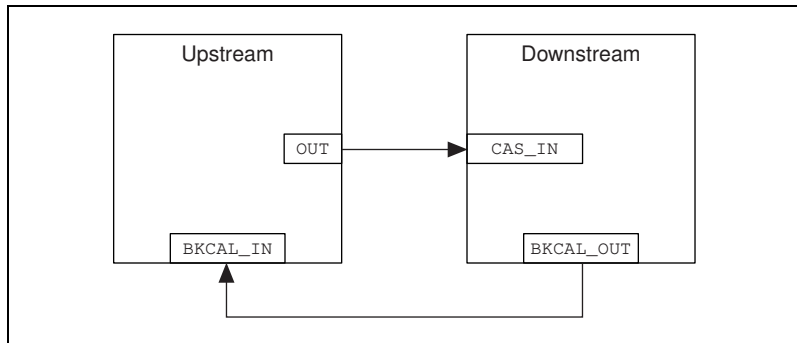 Upstream
Downstream
OUT
CAS_IN
BKCAL_IN
BKCAL_OUT